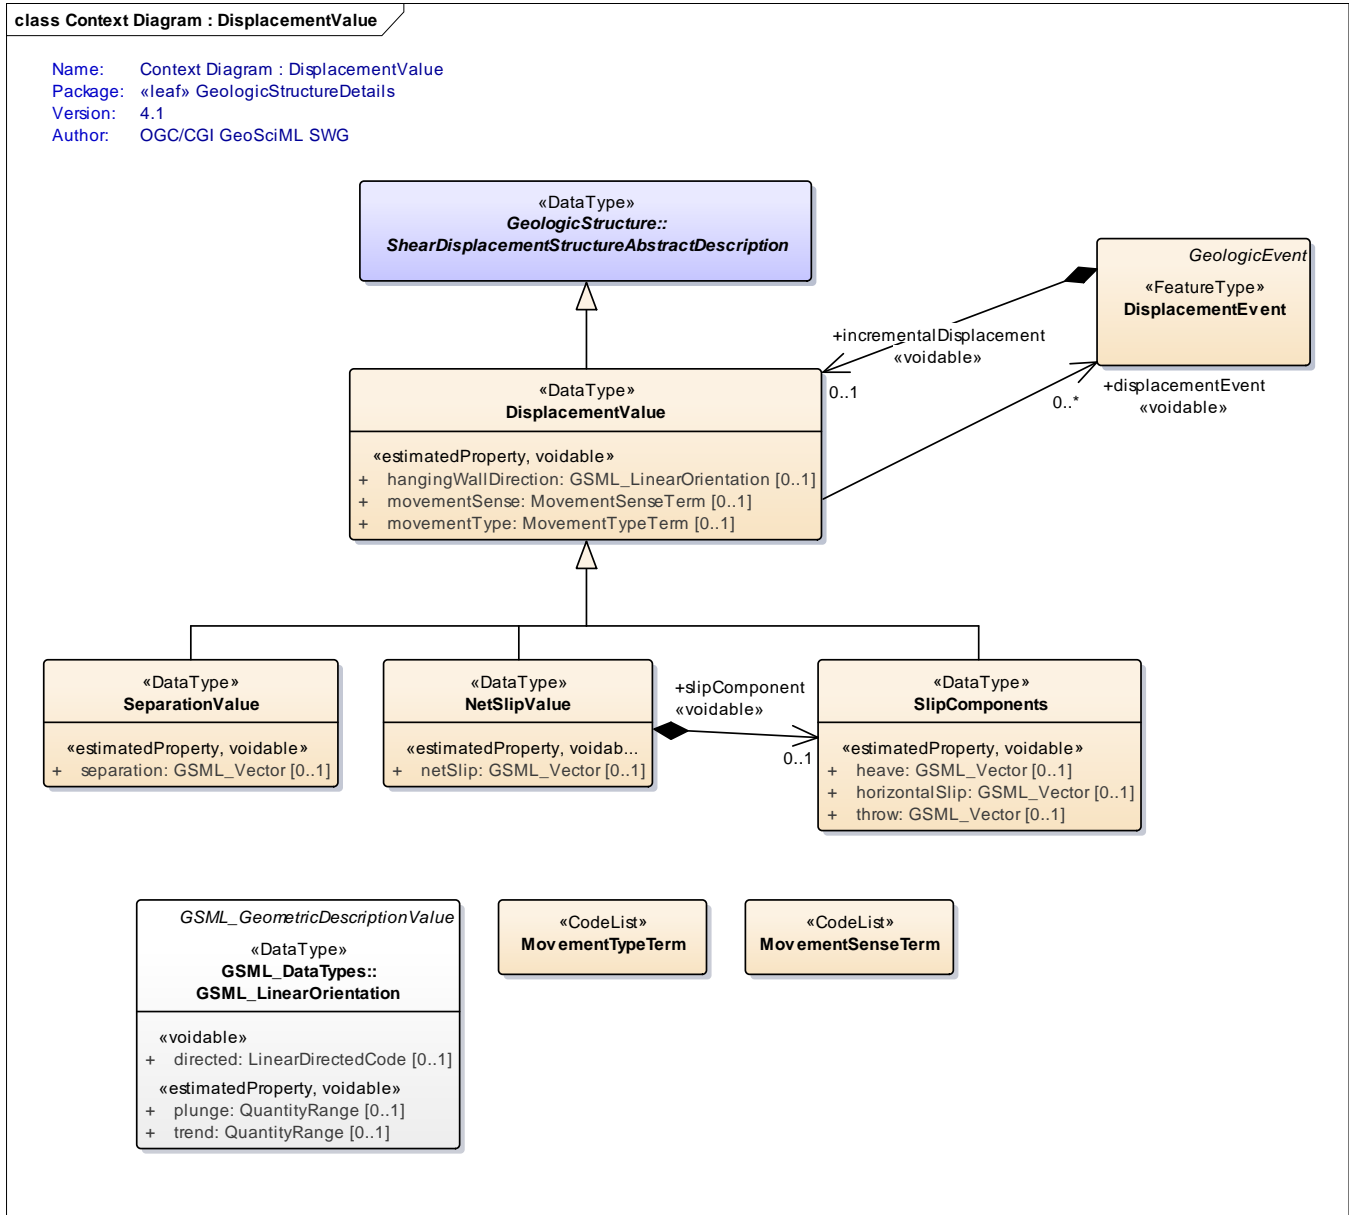 class Context Diagram : DisplacementValue
Name: Context Diagram : DisplacementValue
Package: «leaf» GeologicStructureDetails
Version: 4.1
Author: OGC/CGI GeoSciML SWG
«DataType»
GeologicStructure::
ShearDisplacementStructureAbstractDescription
GeologicEvent
«FeatureType»
DisplacementEvent
+incrementalDisplacement
«voidable»
0..1
+displacementEvent
0..*
«voidable»
«DataType»
DisplacementValue
«estimatedProperty, voidable»
+ hangingWallDirection: GSML_LinearOrientation [0..1]
+ movementSense: MovementSenseTerm [0..1]
+ movementType: MovementTypeTerm [0..1]
«DataType»
SeparationValue
«estimatedProperty, voidable»
+ separation: GSML_Vector [0..1]
«DataType»
NetSlipValue
«estimatedProperty, voidab...
+ netSlip: GSML_Vector [0..1]
+slipComponent
«voidable»
0..1
«DataType»
SlipComponents
«estimatedProperty, voidable»
+ heave: GSML_Vector [0..1]
+ horizontalSlip: GSML_Vector [0..1]
+ throw: GSML_Vector [0..1]
GSML_GeometricDescriptionValue
«DataType»
GSML_DataTypes::
GSML_LinearOrientation
«voidable»
+ directed: LinearDirectedCode [0..1]
«estimatedProperty, voidable»
+ plunge: QuantityRange [0..1]
+ trend: QuantityRange [0..1]
«CodeList»
MovementTypeTerm
«CodeList»
MovementSenseTerm